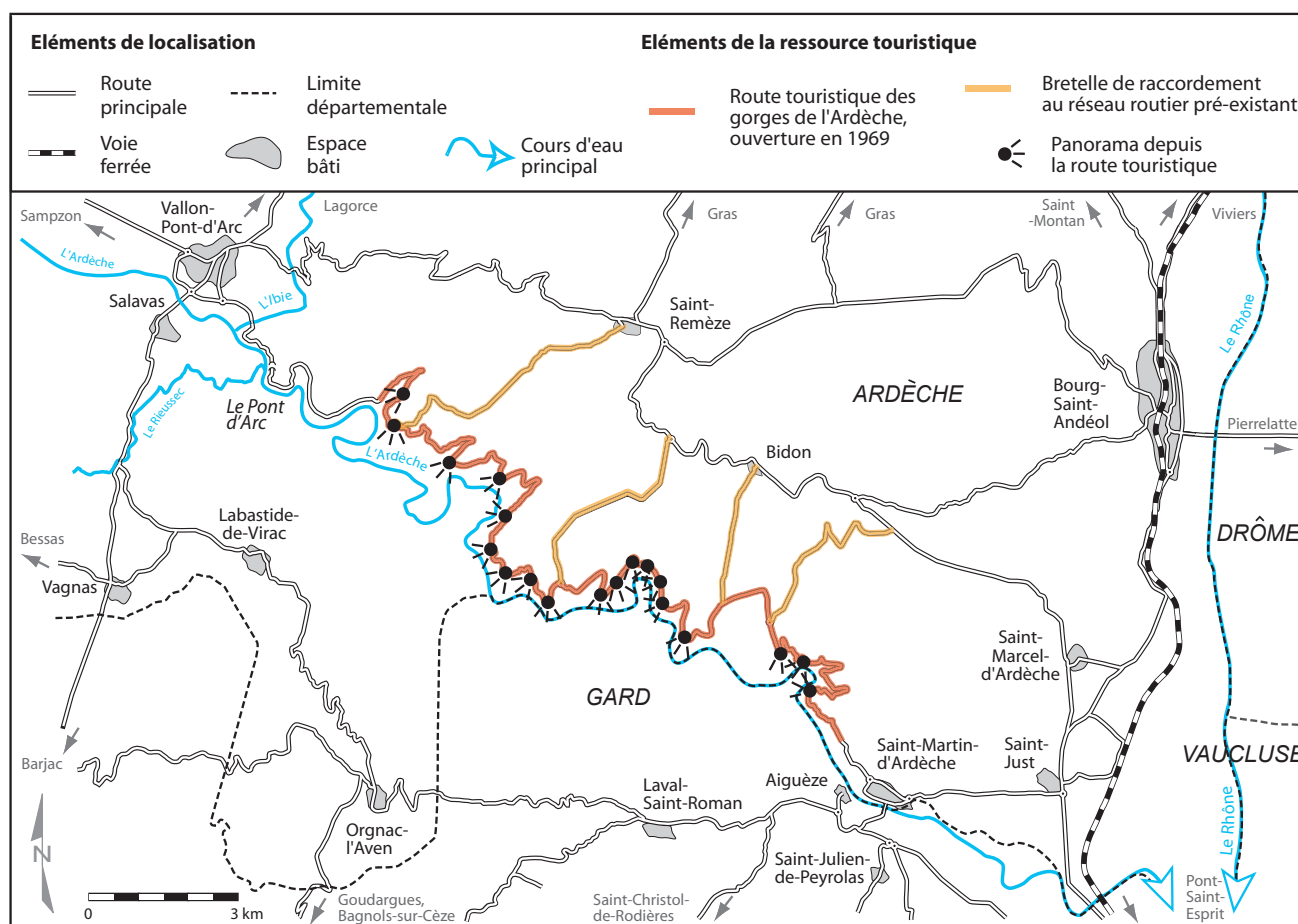 Eléments de localisation
Route
principale
Limite
départementale
Voie
ferrée
Espace
bâti
Cours d'eau
principal
Eléments de la ressource touristique
Route touristique des
gorges de l'Ardèche,
ouverture en 1969
Bretelle de raccordement
au réseau routier pré-existant
Panorama depuis
la route touristique
Sampzon
Vallon-
Pont-d'Arc
Lagorce
Gras
Gras
Saint
-Montan
Viviers
L'Ardèche
Salavas
L'Ibie
Saint-
Remèze
Le Rhône
Le Rieussec
Le Pont
d'Arc
ARDÈCHE
Bourg-
Saint-
Andéol
Pierrelatte
L'Ardèche
Bidon
Labastide-
de-Virac
DRÔME
Bessas
Vagnas
Saint-
Marcel-
d'Ardèche
GARD
Barjac
Saint-Martin-
d'Ardèche
Saint-
Just
VAUCLUSE
Aiguèze
Laval-
Saint-Roman
Orgnac-
l'Aven
Le Rhône
Saint-Julien-
de-Peyrolas
N
0
3 km
Goudargues,
Bagnols-sur-Cèze
Saint-Christol-
de-Rodières
Pont-
Saint-
Esprit